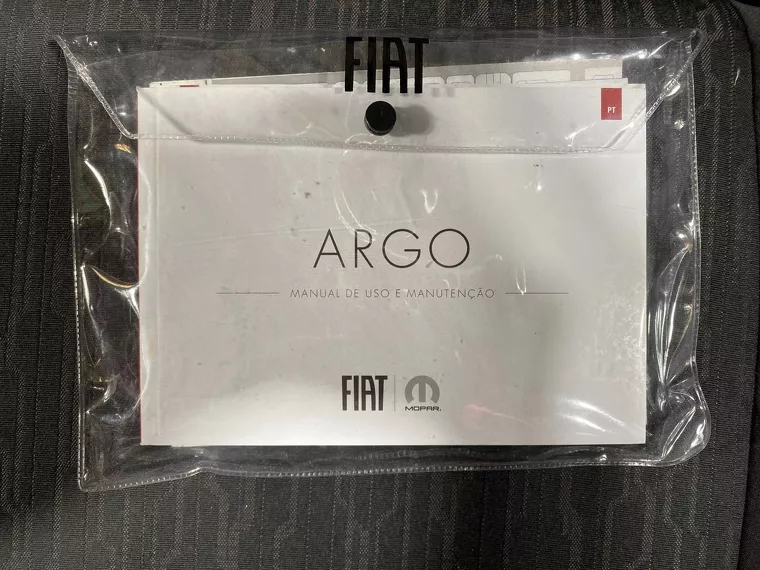 FIAT
PT
ARGO
MANUAL DE USO E MANUTENÇÃO
FIAT
MOPAR®